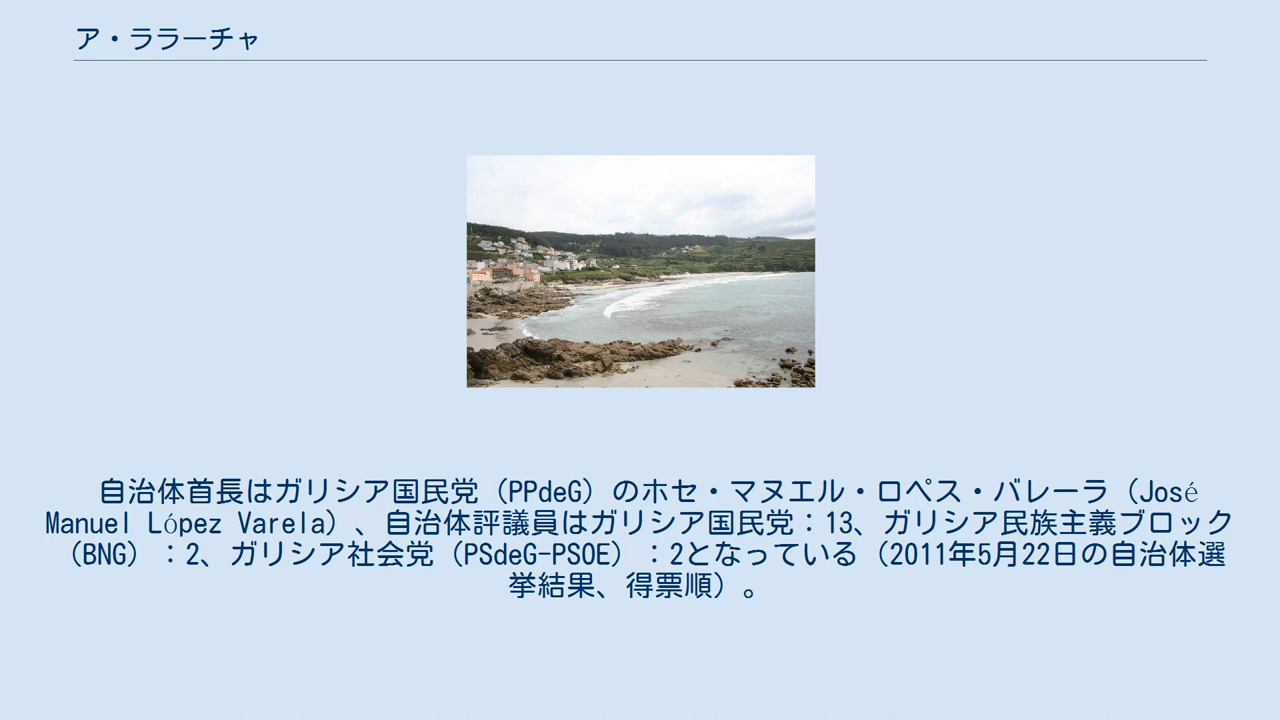 ア・ララーチャ
自治体首長はガリシア国民党（PPdeG）のホセ・マヌエル・ロペス・バレーラ（José
Manuel López Varela）、自治体評議員はガリシア国民党：13、ガリシア民族主義ブロック
（BNG）：2、ガリシア社会党（PSdeG-PSOE）：2となっている（2011年5月22日の自治体選
挙結果、得票順）。